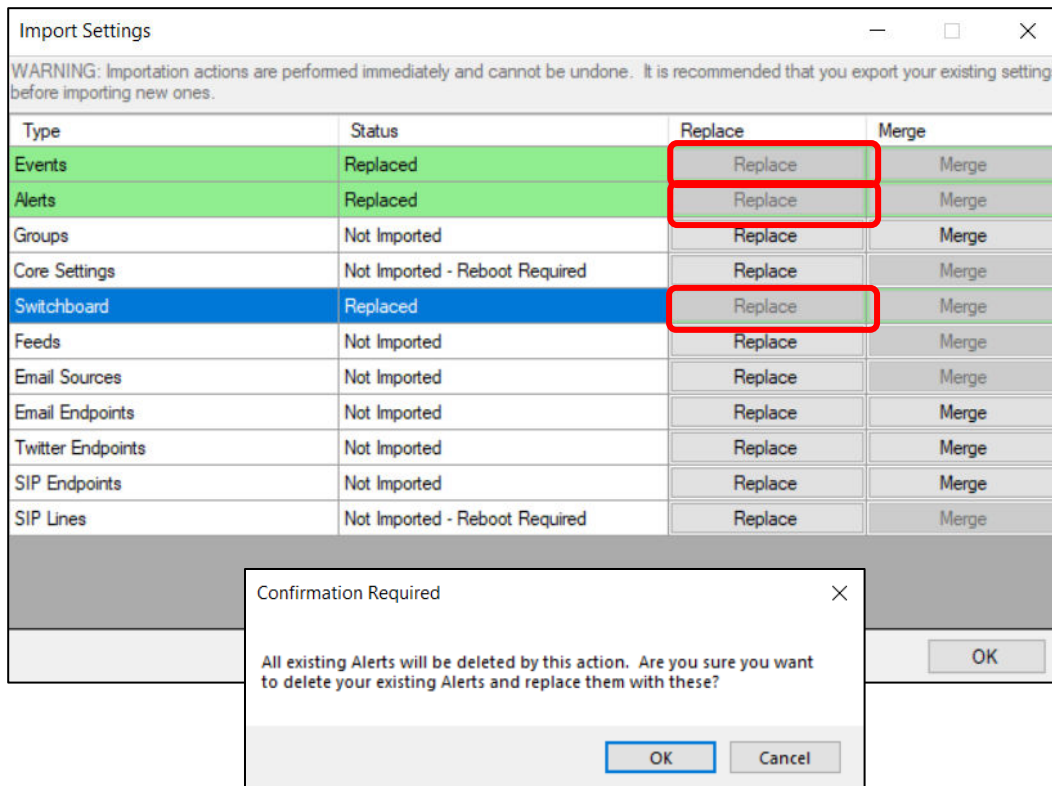 Import Settings
WARNING: Importation actions are performed immediately and cannot be undone.  It is recommended that you export your existing setting
before importing new ones.
Type Status Replace Merge
Events Replaced Replace Merge
Alerts Replaced Replace Merge
Groups Not Imported Replace Merge
Core Settings Not Imported - Reboot Required Replace Merge
Switchboard Replaced Replace Merge
Feeds Not Imported Replace Merge
Email Sources Not Imported Replace Merge
Email Endpoints Not Imported Replace Merge
Twitter Endpoints Not Imported Replace Merge
SIP Endpoints Not Imported Replace Merge
SIP Lines Not Imported - Reboot Required Replace Merge
OK
Confirmation Required
All existing Alerts will be deleted by this action.  Are you sure you want
to delete your existing Alerts and replace them with these?
OK Cancel